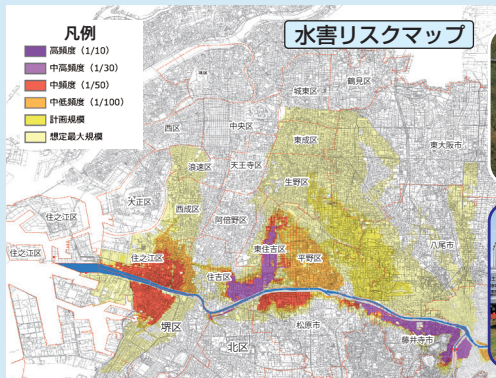 凡例
水害リスクマップ
高頻度（1/10）
中高頻度（1/30）
中頻度（1/50）
中低頻度（1/100）
計画規模
想定最大規模
鶴見区
城東区
西区
中央区
東成区
東大阪市
浪速区
天王寺区
生野区
大正区
西成区
阿倍野区
住之江区
東住吉区
八尾市
住之江区
住之江区
住吉区
平野区
堺区
松原市
北区
藤井寺市